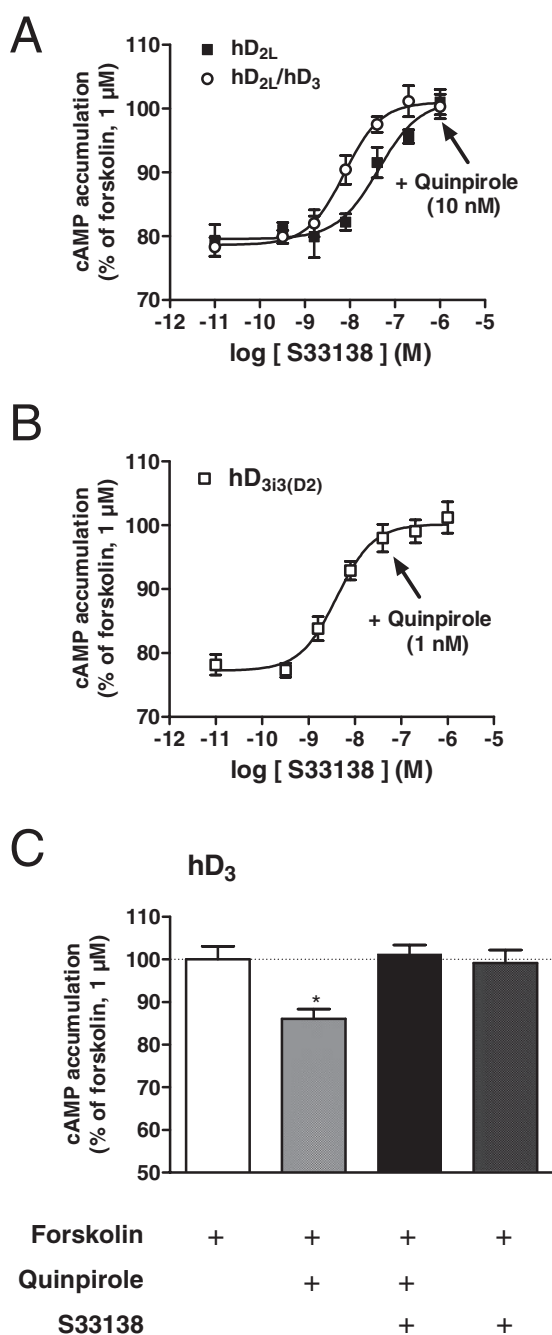 A
hD2L
hD2L/hD3
cAMP accumulation
(% of forskolin, 1 µM)
110
100
90
80
70
+ Quinpirole
(10 nM)
-12 -11 -10 -9 -8 -7 -6 -5
log [ S33138 ] (M)
B
hD3i3(D2)
cAMP accumulation
(% of forskolin, 1 µM)
110
100
90
80
70
+ Quinpirole
(1 nM)
-12 -11 -10 -9 -8 -7 -6 -5
log [ S33138 ] (M)
C
hD3
cAMP accumulation
(% of forskolin, 1 µM)
110
100
90
80
70
60
50
*
Forskolin + + + +
Quinpirole + +
S33138 + +